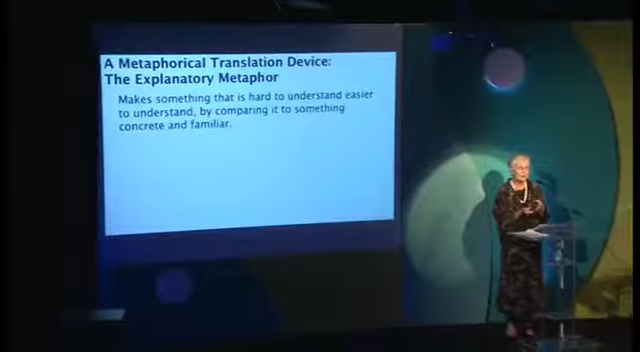 A Metaphorical Translation Device:
The Explanatory Metaphor
Makes something that is hard to understand easier
to understand, by comparing it to something
concrete and familiar.